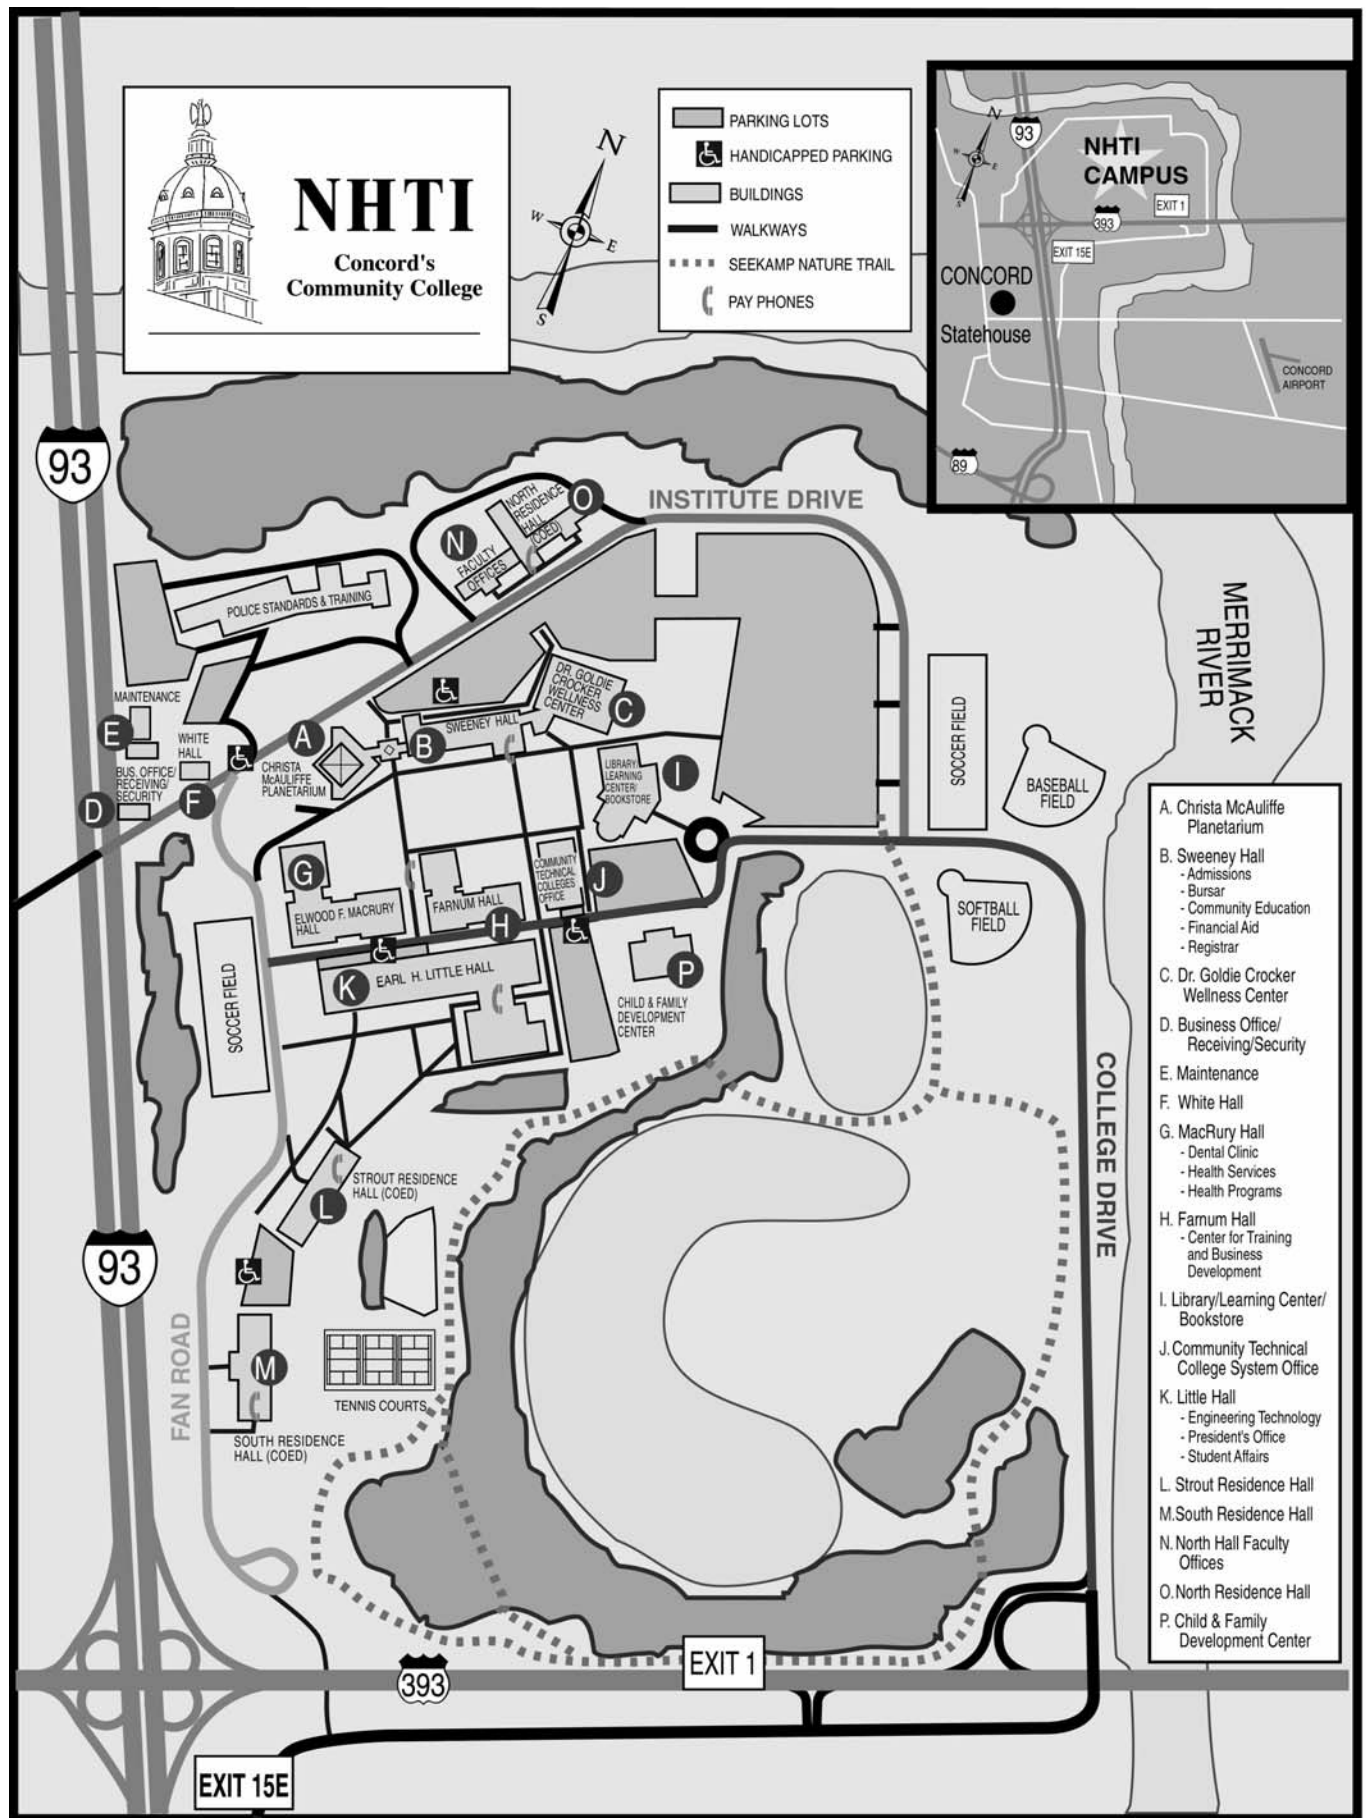 NHTI
Concord's
Community College
N
W
E
S
PARKING LOTS
HANDICAPPED PARKING
BUILDINGS
WALKWAYS
SEEKAMP NATURE TRAIL
PAY PHONES
N
W
E
S
93
NHTI
CAMPUS
EXIT 1
393
EXIT 15E
CONCORD
Statehouse
CONCORD
AIRPORT
89
93
INSTITUTE DRIVE
O
NORTH
RESIDENCE
HALL
(COED)
N
FACULTY
OFFICES
POLICE STANDARDS & TRAINING
MERRIMACK
RIVER
MAINTENANCE
E
WHITE
HALL
BUS. OFFICE/
RECEIVING/
SECURITY
D
F
A
CHRISTA
McAULIFFE
PLANETARIUM
B
SWEENEY HALL
DR. GOLDIE
CROCKER
WELLNESS
CENTER
C
LIBRARY/
LEARNING
CENTER/
BOOKSTORE
I
SOCCER FIELD
BASEBALL
FIELD
G
ELWOOD F. MACRURY
HALL
FARNUM HALL
H
COMMUNITY
TECHNICAL
COLLEGES
OFFICE
J
SOFTBALL
FIELD
SOCCER FIELD
K
EARL H. LITTLE HALL
P
CHILD & FAMILY
DEVELOPMENT
CENTER
COLLEGE DRIVE
STROUT RESIDENCE
HALL (COED)
L
93
FAN ROAD
M
TENNIS COURTS
SOUTH RESIDENCE
HALL (COED)
393
EXIT 1
EXIT 15E
A. Christa McAuliffe
Planetarium
B. Sweeney Hall
- Admissions
- Bursar
- Community Education
- Financial Aid
- Registrar
C. Dr. Goldie Crocker
Wellness Center
D. Business Office/
Receiving/Security
E. Maintenance
F. White Hall
G. MacRury Hall
- Dental Clinic
- Health Services
- Health Programs
H. Farnum Hall
- Center for Training
and Business
Development
I. Library/Learning Center/
Bookstore
J. Community Technical
College System Office
K. Little Hall
- Engineering Technology
- President's Office
- Student Affairs
L. Strout Residence Hall
M.South Residence Hall
N. North Hall Faculty
Offices
O. North Residence Hall
P. Child & Family
Development Center